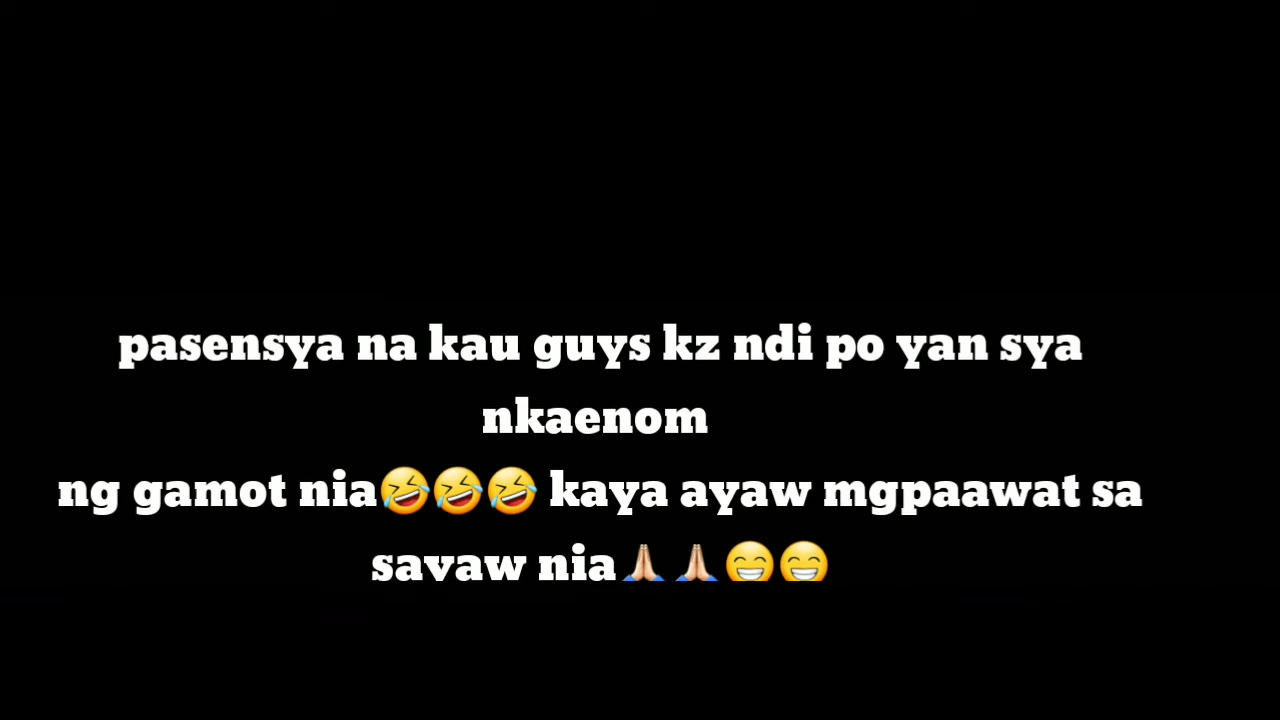 pasensya na kau guys kz ndi po yan sya
nkaenom
ng gamot nia🤣🤣🤣 kaya ayaw mgpaawat sa
sayaw nia🙏🏻🙏🏻😁😁